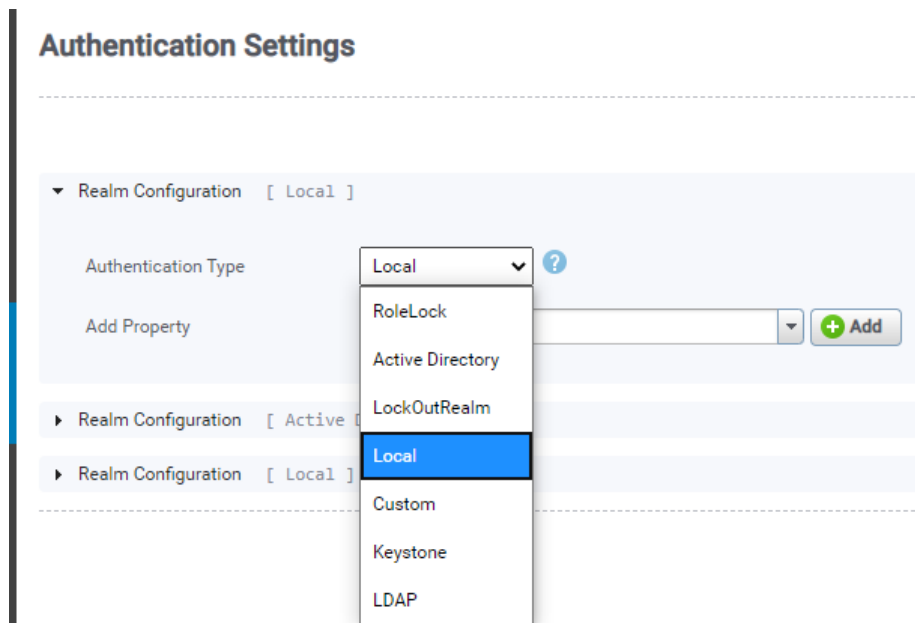 Authentication Settings
Realm Configuration [ Local ]
Authentication Type Local ?
Add Property Add
RoleLock
Active Directory
LockOutRealm
Local
Custom
Keystone
LDAP
Realm Configuration [ Active D
Realm Configuration [ Local ]